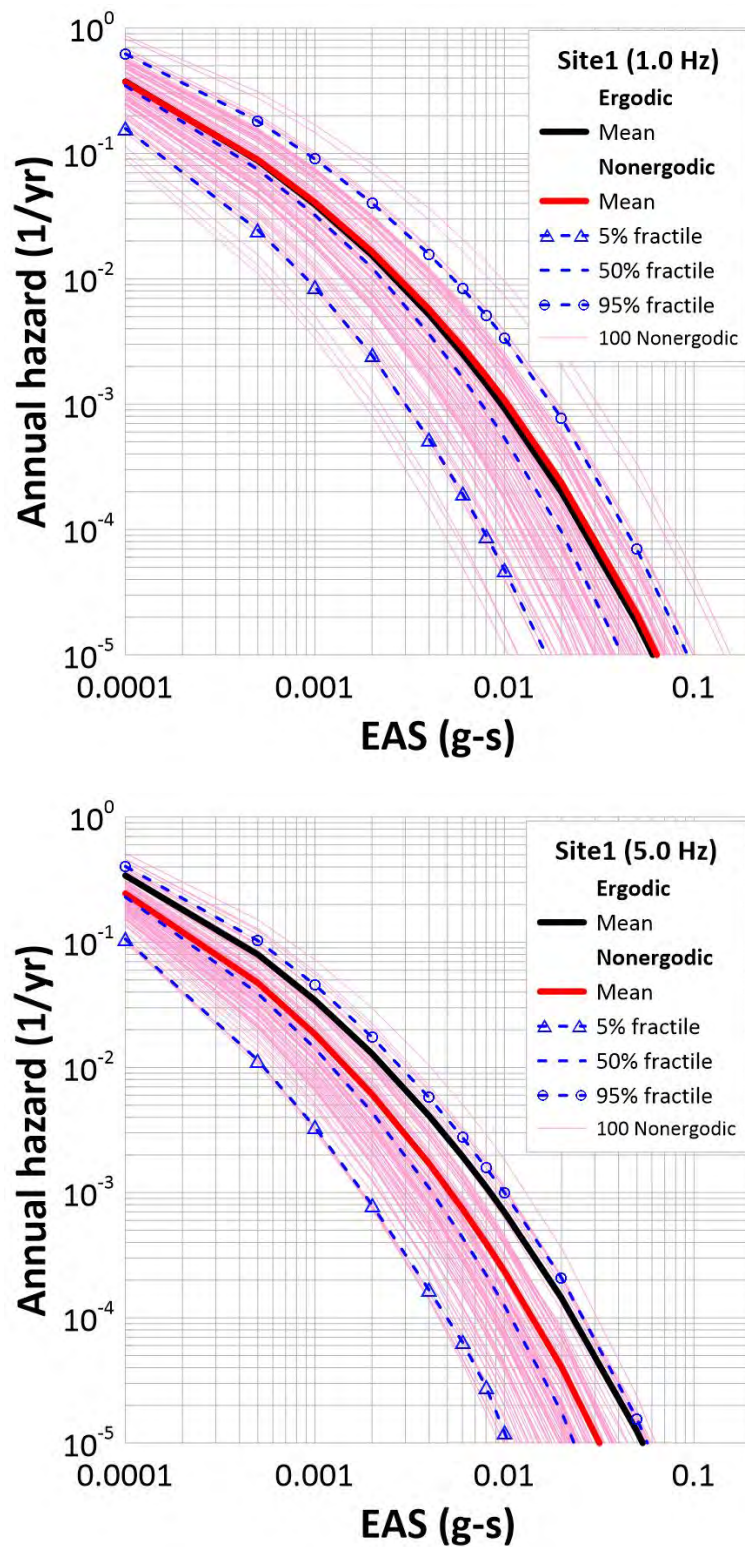 10⁰
10⁻¹
10⁻²
10⁻³
10⁻⁴
10⁻⁵
Annual hazard (1/yr)
Site1 (1.0 Hz)
Ergodic
Mean
Nonergodic
Mean
5% fractile
50% fractile
95% fractile
100 Nonergodic
0.0001
0.001
0.01
0.1
EAS (g-s)
10⁰
10⁻¹
10⁻²
10⁻³
10⁻⁴
10⁻⁵
Annual hazard (1/yr)
Site1 (5.0 Hz)
Ergodic
Mean
Nonergodic
Mean
5% fractile
50% fractile
95% fractile
100 Nonergodic
0.0001
0.001
0.01
0.1
EAS (g-s)